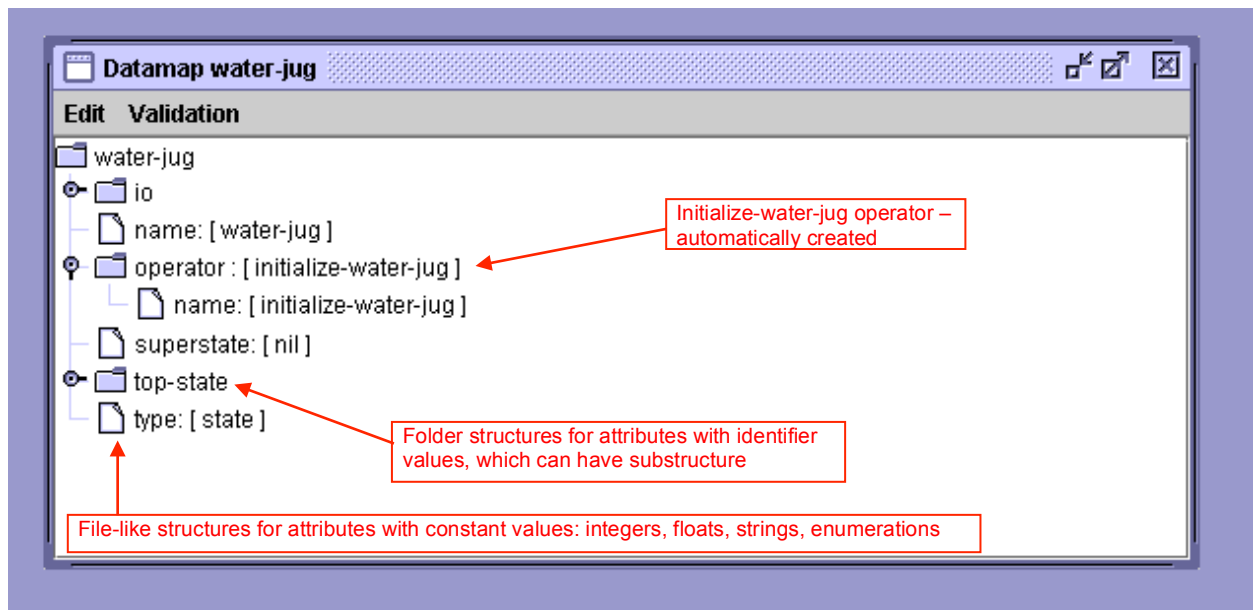 Datamap water-jug
Edit Validation
water-jug
io
name: [ water-jug ]
Initialize-water-jug operator –
automatically created
operator : [ initialize-water-jug ]
name: [ initialize-water-jug ]
superstate: [ nil ]
top-state
type: [ state ]
Folder structures for attributes with identifier
values, which can have substructure
File-like structures for attributes with constant values: integers, floats, strings, enumerations